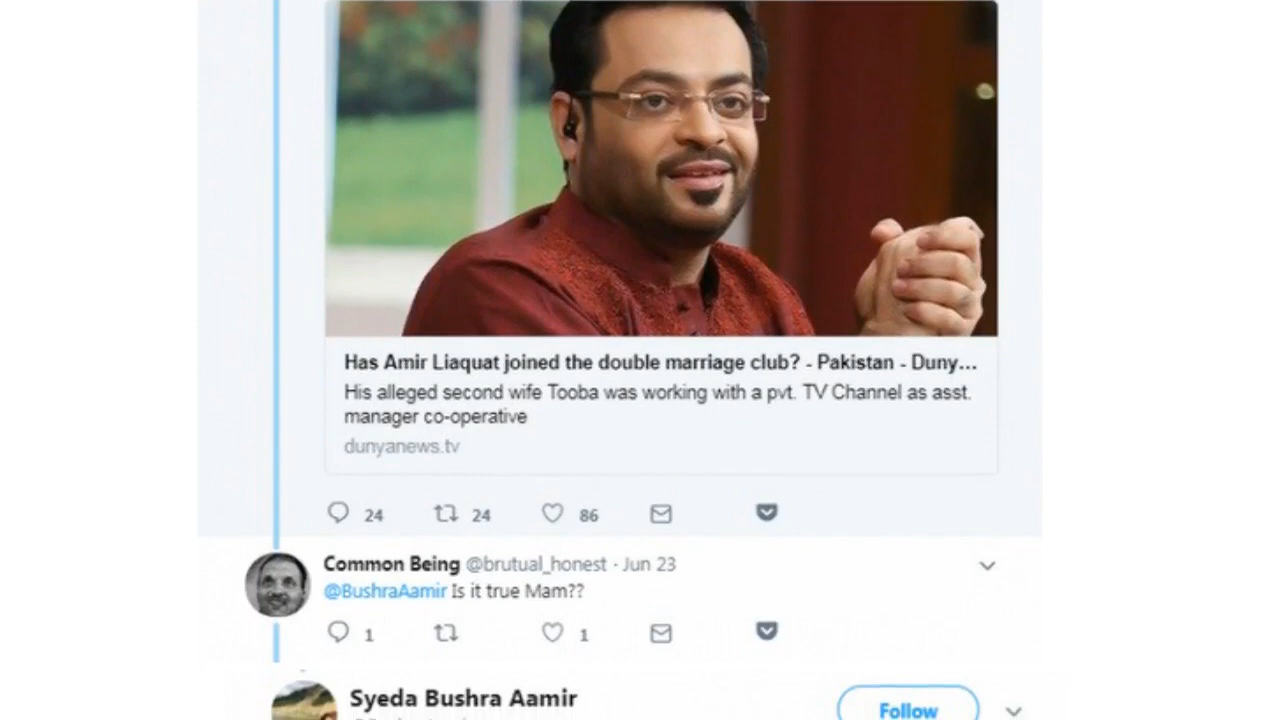 Has Amir Liaquat joined the double marriage club? - Pakistan - Duny...
His alleged second wife Tooba was working with a pvt. TV Channel as asst.
manager co-operative
dunyanews.tv
24 24 86
Common Being @brutual_honest · Jun 23
@BushraAamir Is it true Mam??
1 1
Syeda Bushra Aamir
Follow